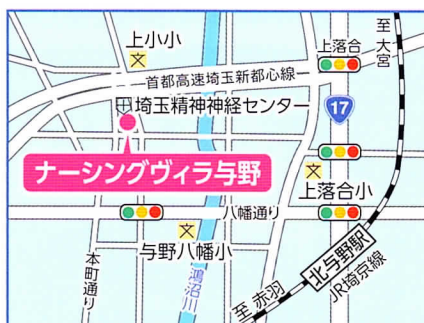 上小小
文
上落合
至大宮
首都高速埼玉新都心線
埼玉精神神経センター
17
ナーシングヴィラ与野
文
上落合小
八幡通り
文
与野八幡小
本町通り
鴻沼川
北与野駅
JR埼京線
至赤羽